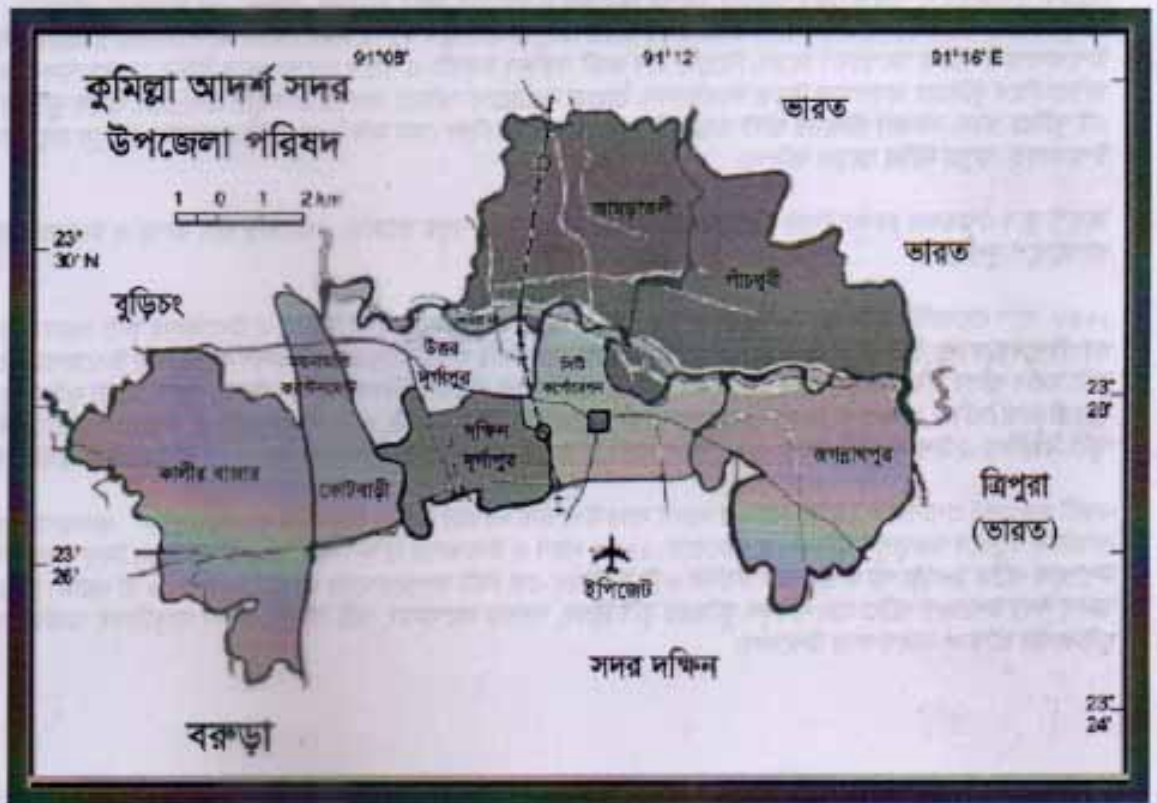 91°08'
91°12'
91°16' E
কুমিল্লা আদর্শ সদর
উপজেলা পরিষদ
1 0 1 2 km
ভারত
আমড়াতলী
23°
30' N
ভারত
পাঁচথুবী
বুড়িচং
উত্তর
দূর্গাপুর
সিটি
কর্পোরেশন
23°
28'
দক্ষিন
দূর্গাপুর
কালীর বাজার
কোটবাড়ী
জগন্নাথপুর
ত্রিপুরা
(ভারত)
23°
26'
ইপিজেট
সদর দক্ষিন
বরুড়া
23°
24'